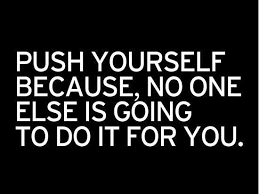 PUSH YOURSELF
BECAUSE, NO ONE
ELSE IS GOING
TO DO IT FOR YOU.